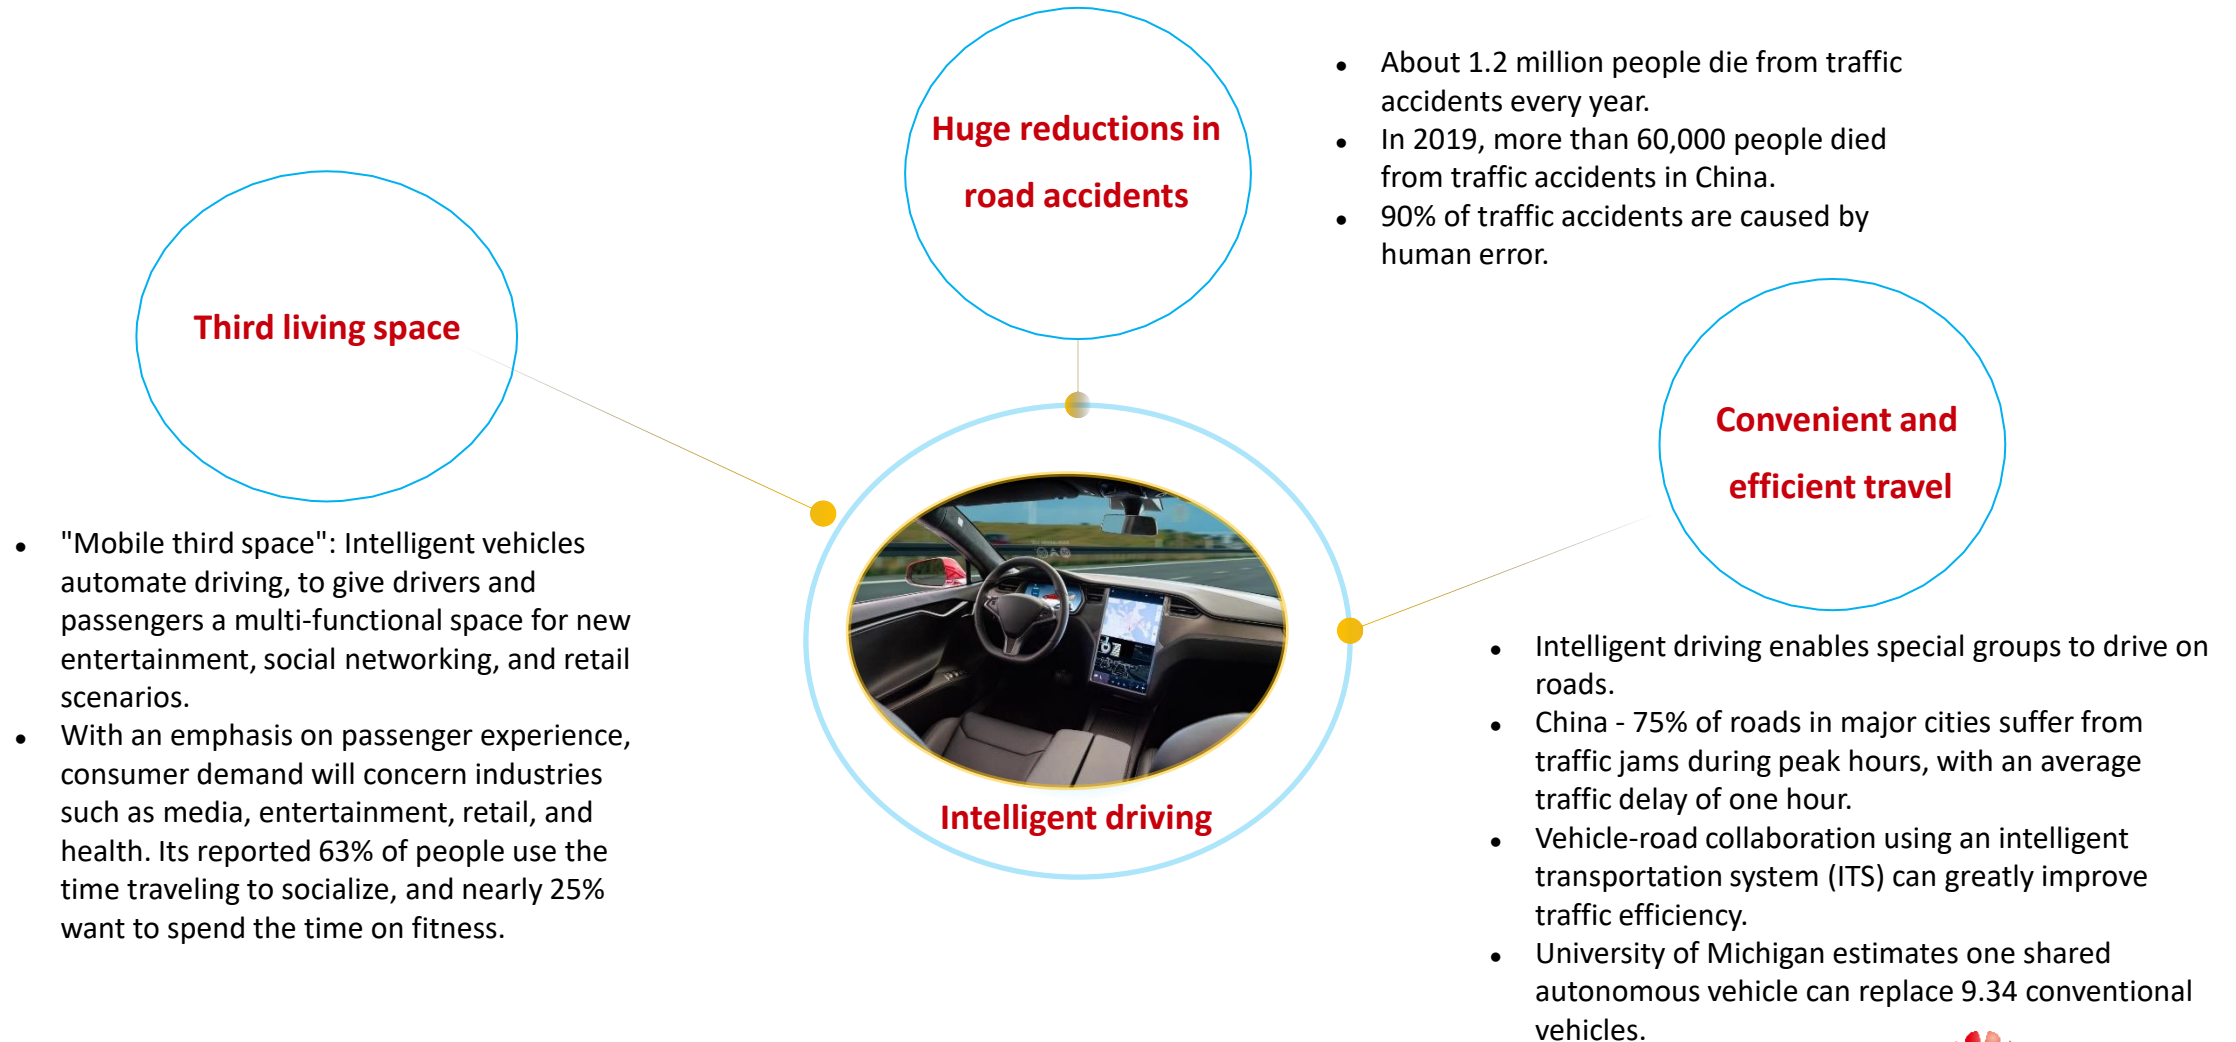 Huge reductions in
road accidents
● About 1.2 million people die from traffic
accidents every year.
● In 2019, more than 60,000 people died
from traffic accidents in China.
● 90% of traffic accidents are caused by
human error.
Third living space
● "Mobile third space": Intelligent vehicles
automate driving, to give drivers and
passengers a multi-functional space for new
entertainment, social networking, and retail
scenarios.
● With an emphasis on passenger experience,
consumer demand will concern industries
such as media, entertainment, retail, and
health. Its reported 63% of people use the
time traveling to socialize, and nearly 25%
want to spend the time on fitness.
Intelligent driving
Convenient and
efficient travel
● Intelligent driving enables special groups to drive on
roads.
● China - 75% of roads in major cities suffer from
traffic jams during peak hours, with an average
traffic delay of one hour.
● Vehicle-road collaboration using an intelligent
transportation system (ITS) can greatly improve
traffic efficiency.
● University of Michigan estimates one shared
autonomous vehicle can replace 9.34 conventional
vehicles.